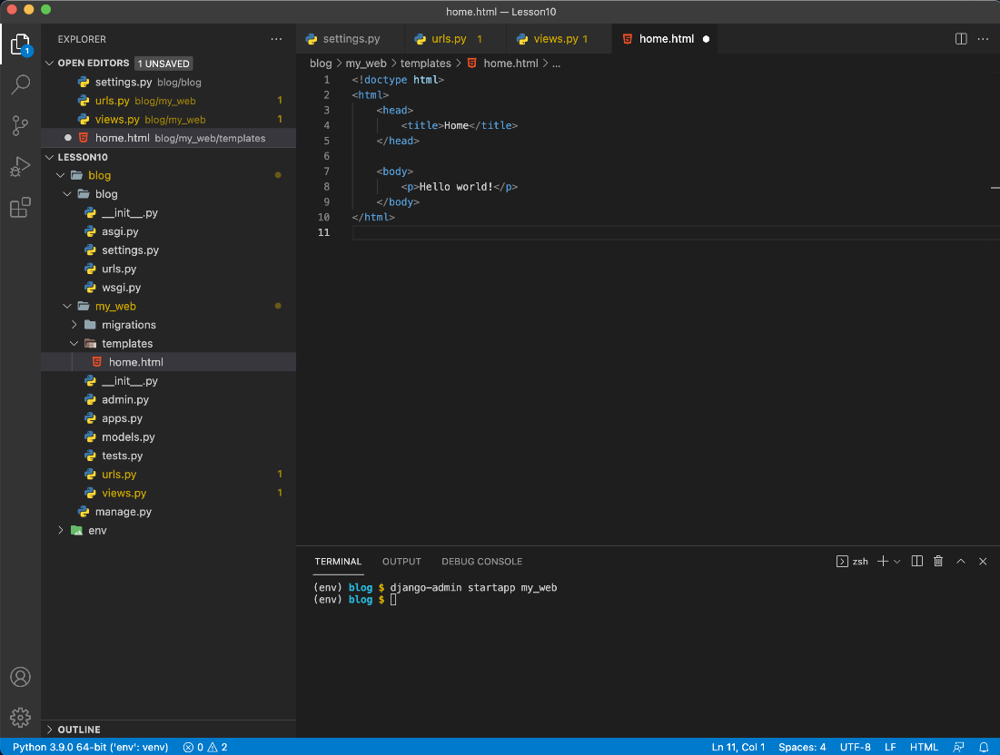 home.html — Lesson10
EXPLORER
OPEN EDITORS 1 UNSAVED
settings.py blog/blog
urls.py blog/my_web 1
views.py blog/my_web 1
home.html blog/my_web/templates
LESSON10
blog
blog
__init__.py
asgi.py
settings.py
urls.py
wsgi.py
my_web
migrations
templates
home.html
__init__.py
admin.py
apps.py
models.py
tests.py
urls.py 1
views.py 1
manage.py
env
OUTLINE
1
settings.py urls.py 1 views.py 1 home.html
blog > my_web > templates > home.html > ...
1 <!doctype html>
2 <html>
3 <head>
4 <title>Home</title>
5 </head>
6
7 <body>
8 <p>Hello world!</p>
9 </body>
10 </html>
11
TERMINAL OUTPUT DEBUG CONSOLE zsh
(env) blog $ django-admin startapp my_web
(env) blog $
Python 3.9.0 64-bit ('env': venv) 0 2 Ln 11, Col 1 Spaces: 4 UTF-8 LF HTML